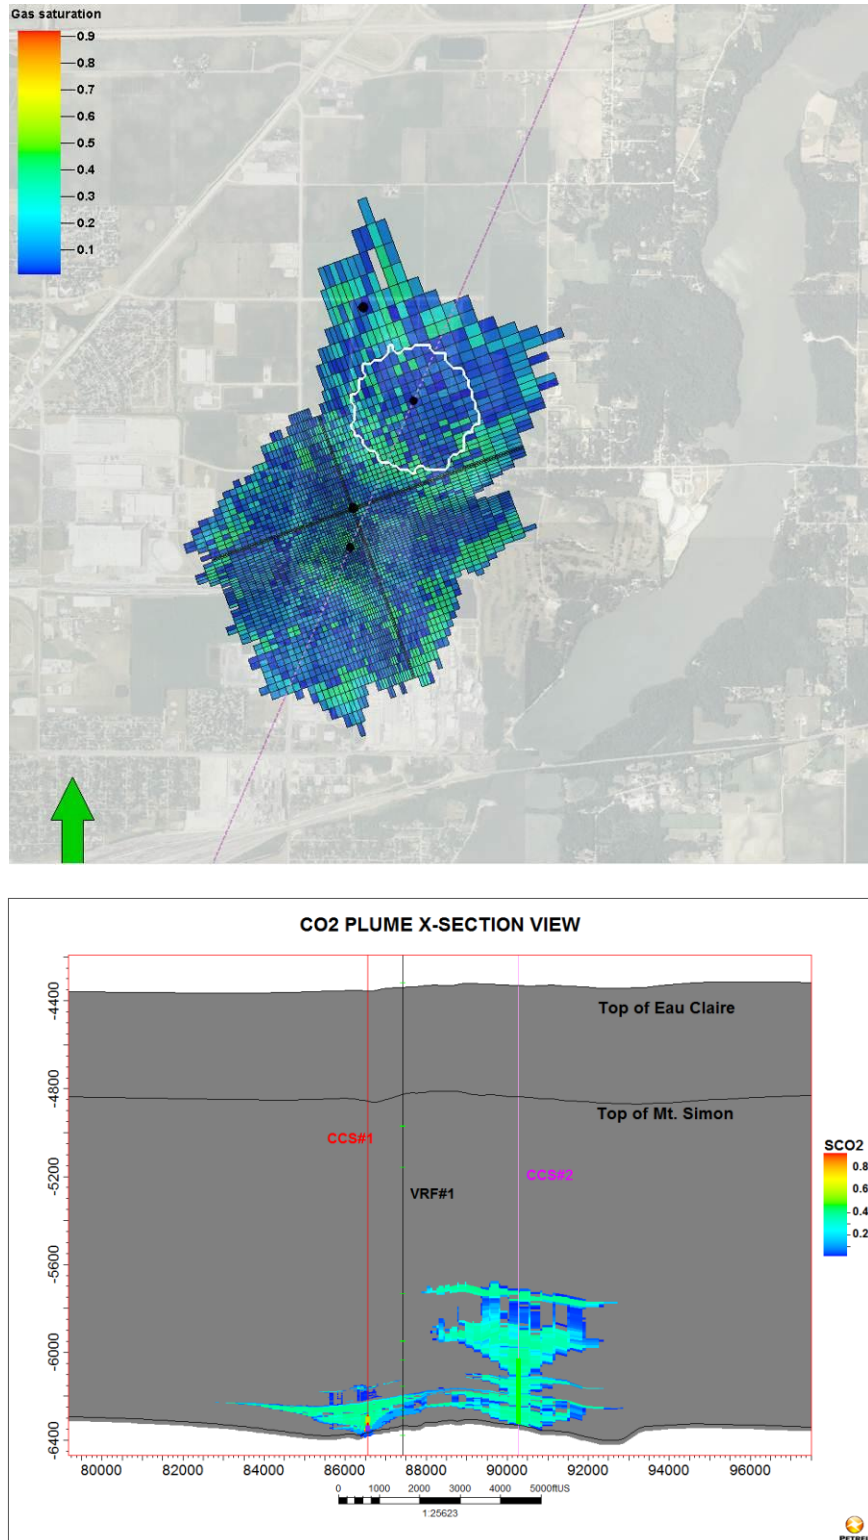 Gas saturation
0.9
0.8
0.7
0.6
0.5
0.4
0.3
0.2
0.1
CO2 PLUME X-SECTION VIEW
-4400
Top of Eau Claire
-4800
Top of Mt. Simon
CCS#1
SCO2
0.8
-5200
CCS#2
0.6
VRF#1
0.4
0.2
-5600
-6000
-6400
80000 82000 84000 86000 88000 90000 92000 94000 96000
0 1000 2000 3000 4000 5000ftUS
1:25623
PETREL